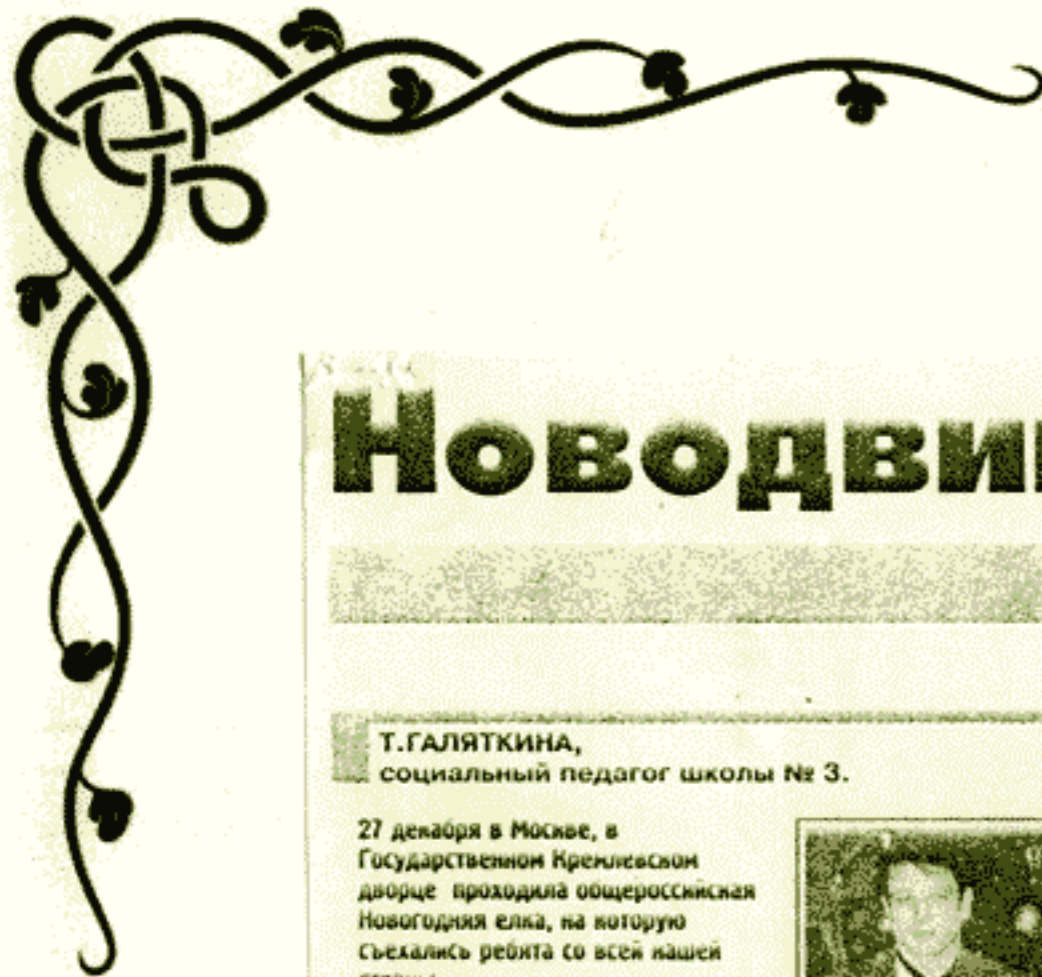 Новодви
Т.ГАЛЯТКИНА,
социальный педагог школы № 3.
27 декабря в Москве, в
Государственном Кремлевском
дворце проходила общероссийская
Новогодняя елка, на которую
съехались ребята со всей нашей